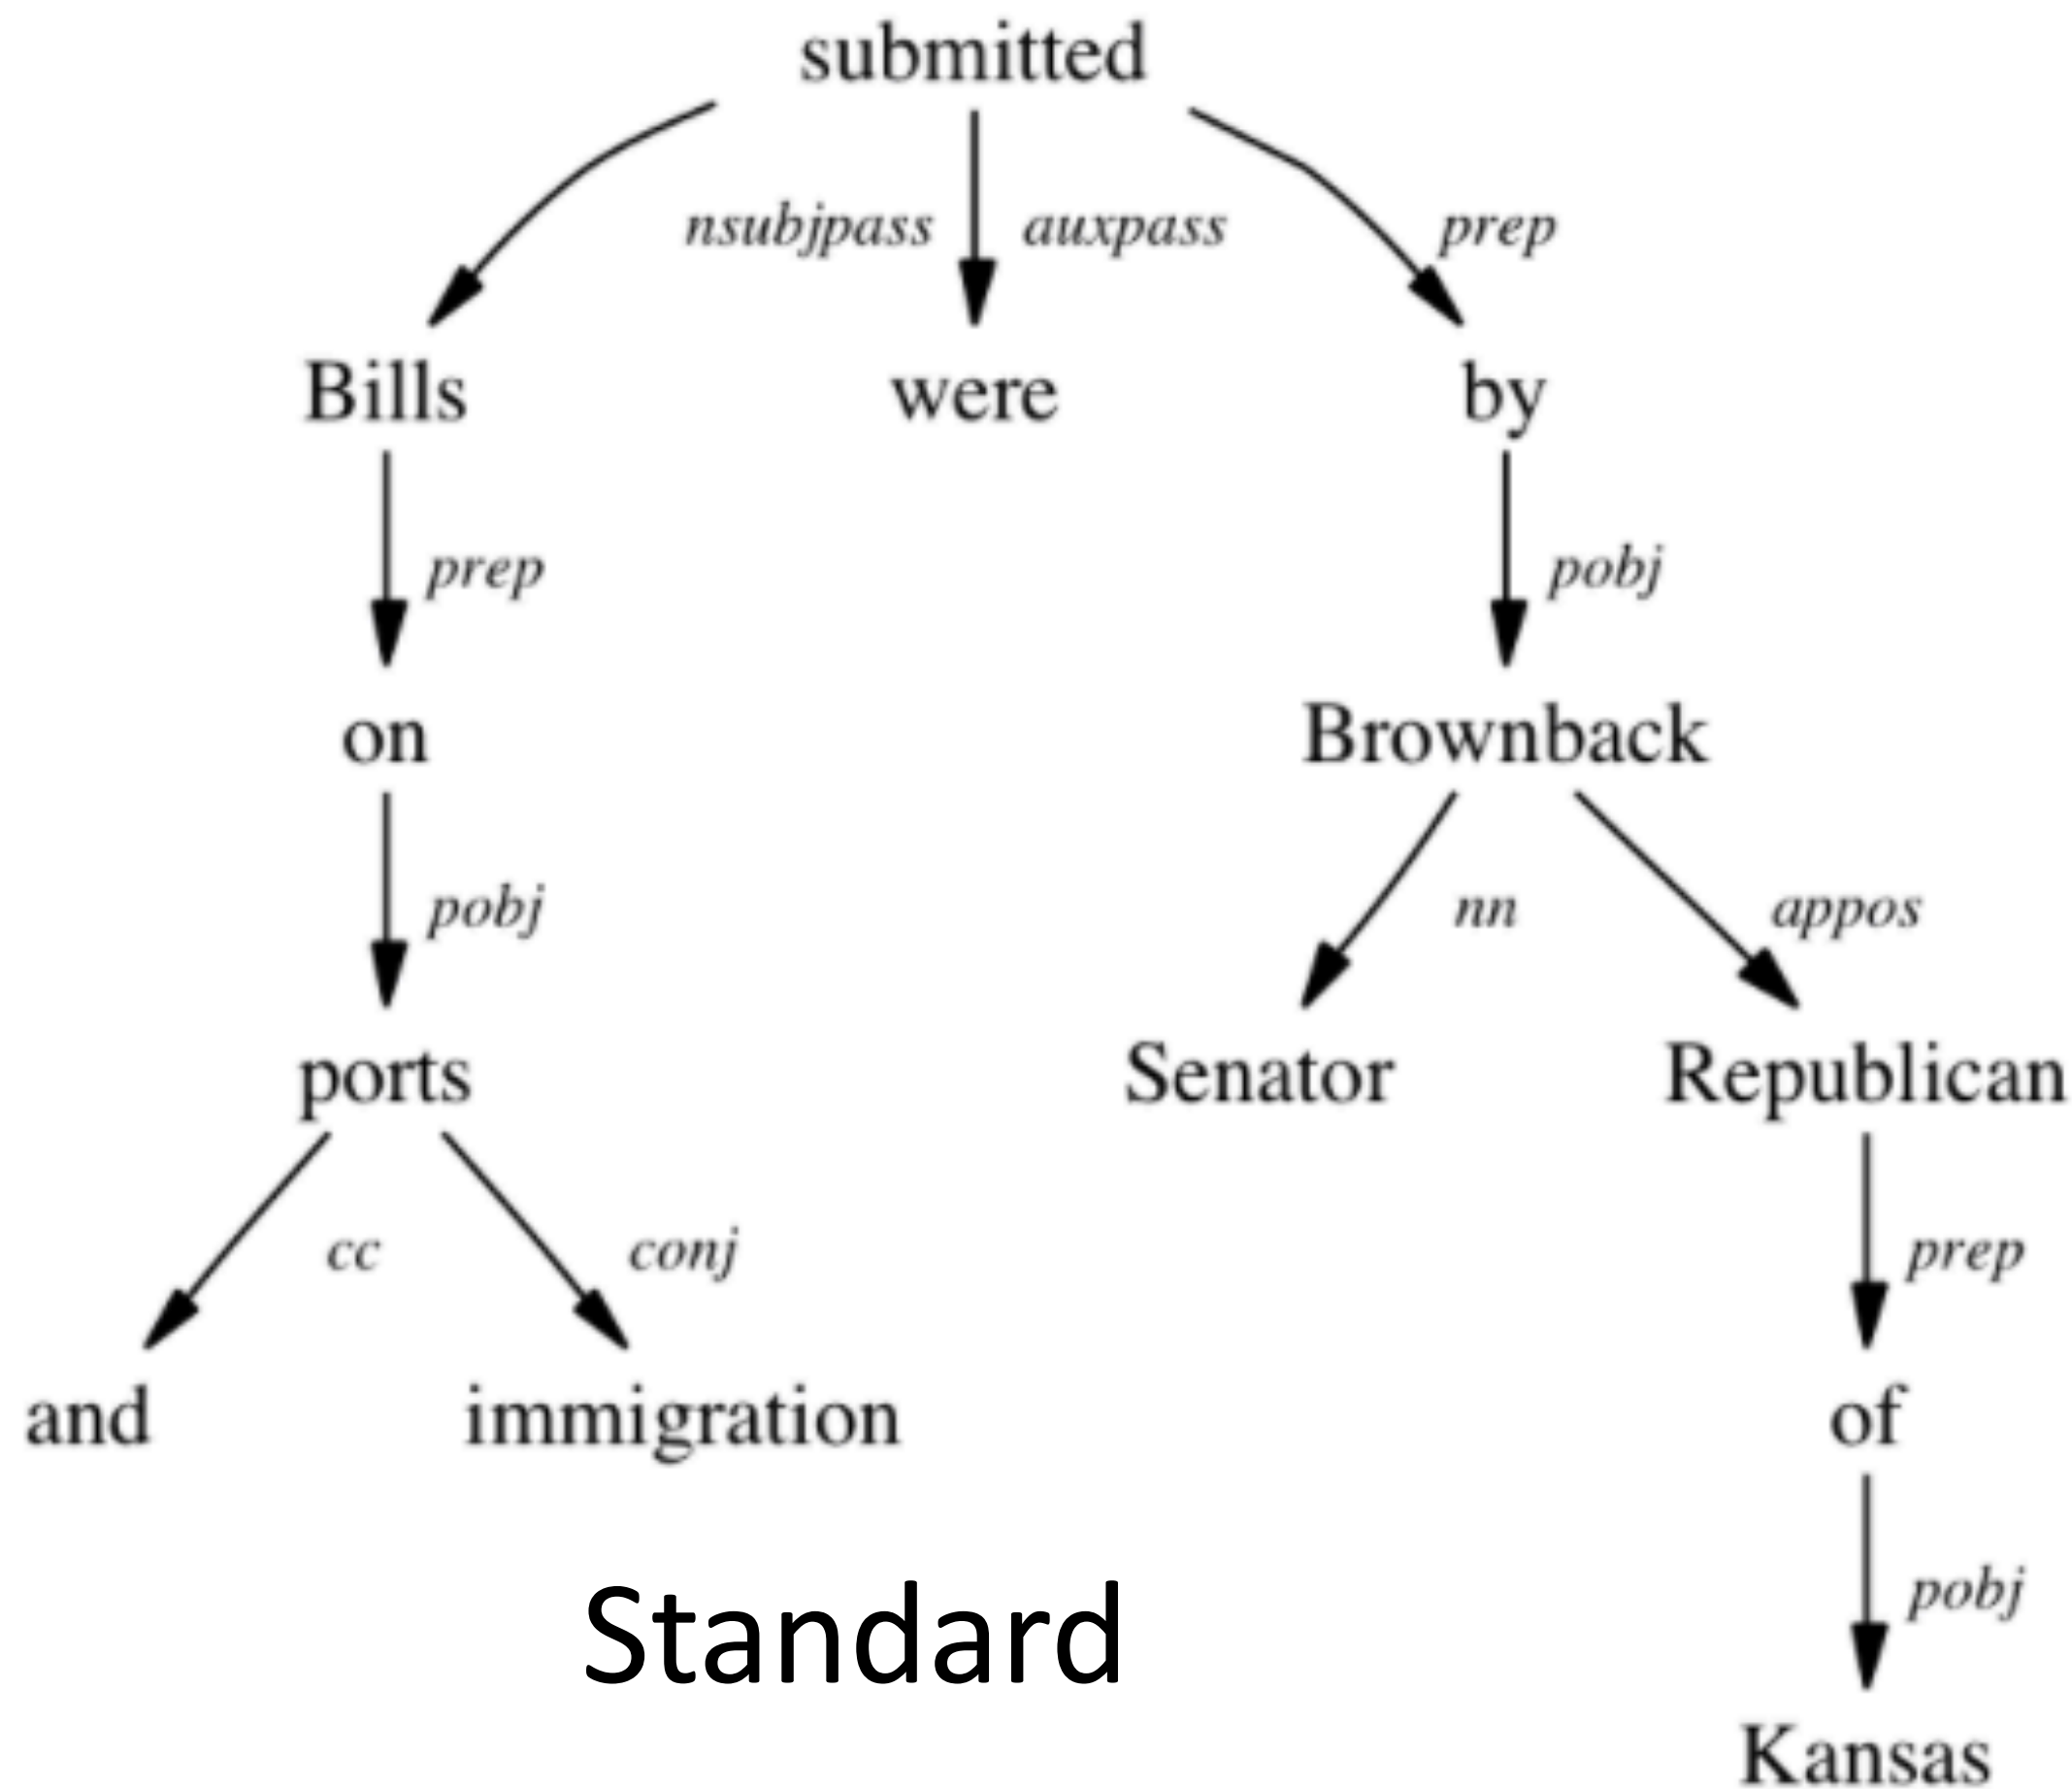 submitted
nsubjpass auxpass prep
Bills were by
prep pobj
on Brownback
pobj nn appos
ports Senator Republican
cc conj prep
and immigration of
Standard pobj
Kansas